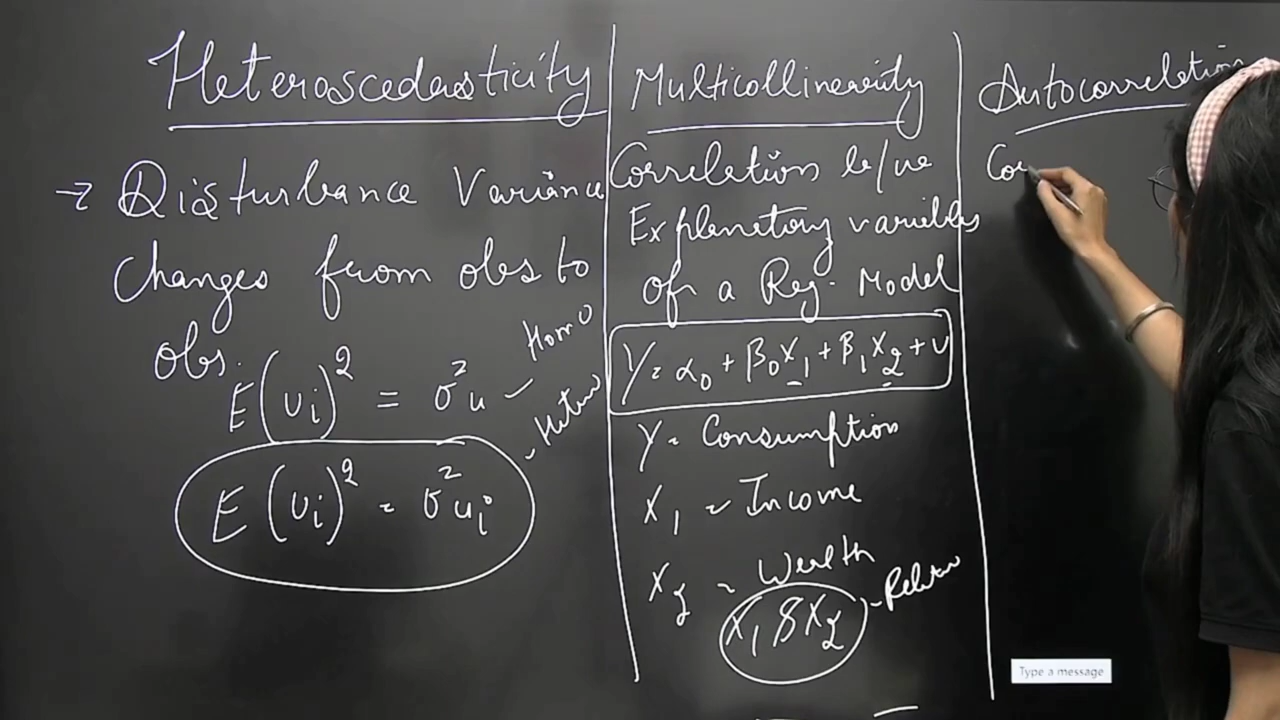 Heteroscedasticity
→ Disturbance Variance
changes from obs to
obs.
E(ui)² = σ²u - Homo
E(ui)² = σ²ui - Hetero
Multicollinearity
Correlation b/w
Explanatory variables
of a Reg. Model
Y = α₀ + β₀X₁ + β₁X₂ + u
Y = Consumption
X₁ = Income
X₂ = Wealth
X₁ & X₂
Autocorrelation
Co
Type a message